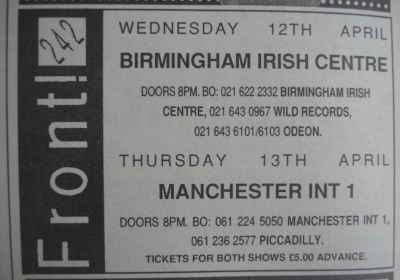 Front!
242
WEDNESDAY 12TH APRIL
BIRMINGHAM IRISH CENTRE
DOORS 8PM. BO: 021 622 2332 BIRMINGHAM IRISH
CENTRE, 021 643 0967 WILD RECORDS,
021 643 6101/6103 ODEON.
THURSDAY 13TH APRIL
MANCHESTER INT 1
DOORS 8PM. BO: 061 224 5050 MANCHESTER INT 1,
061 236 2577 PICCADILLY.
TICKETS FOR BOTH SHOWS £5.00 ADVANCE.